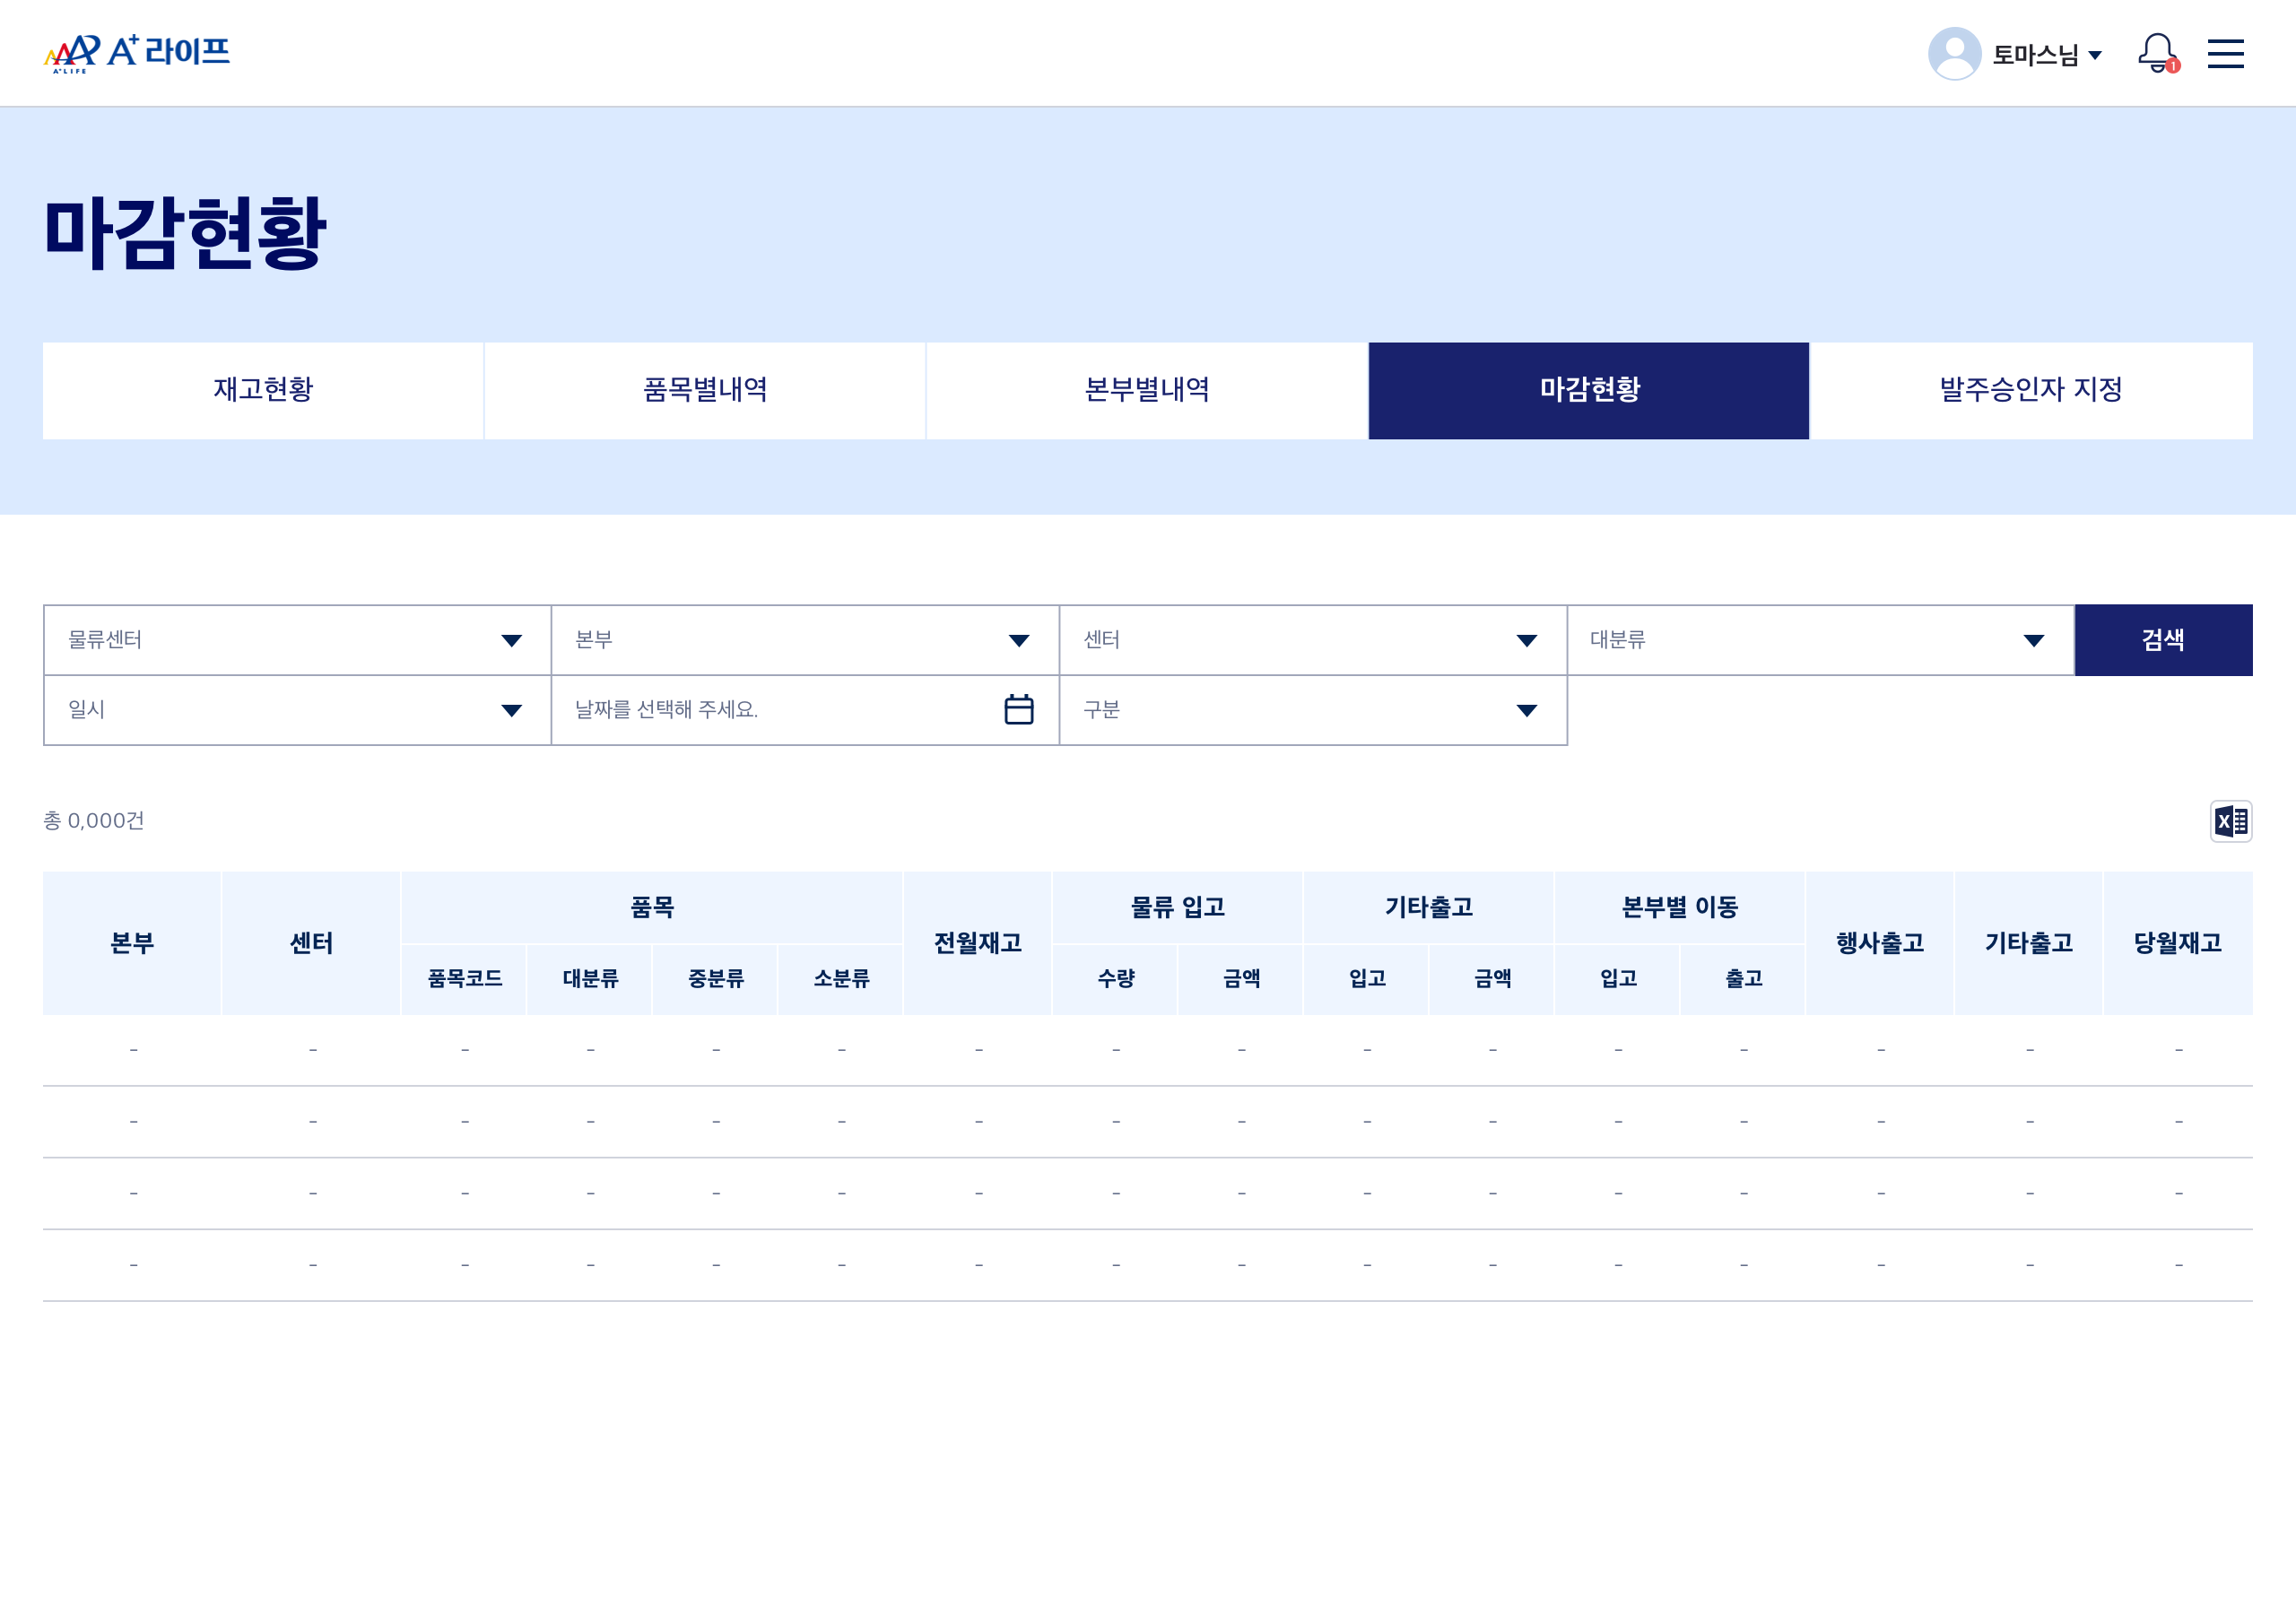 A+ 라이프
A+ LIFE
토마스님
1
마감현황
재고현황 품목별내역 본부별내역 마감현황 발주승인자 지정
물류센터 본부 센터 대분류 검색
일시 날짜를 선택해 주세요. 구분
총 0,000건
X
본부 센터 품목 전월재고 물류 입고 기타출고 본부별 이동 행사출고 기타출고 당월재고
품목코드 대분류 중분류 소분류 수량 금액 입고 금액 입고 출고
- - - - - - - - - - - - - - - -
- - - - - - - - - - - - - - - -
- - - - - - - - - - - - - - - -
- - - - - - - - - - - - - - - -